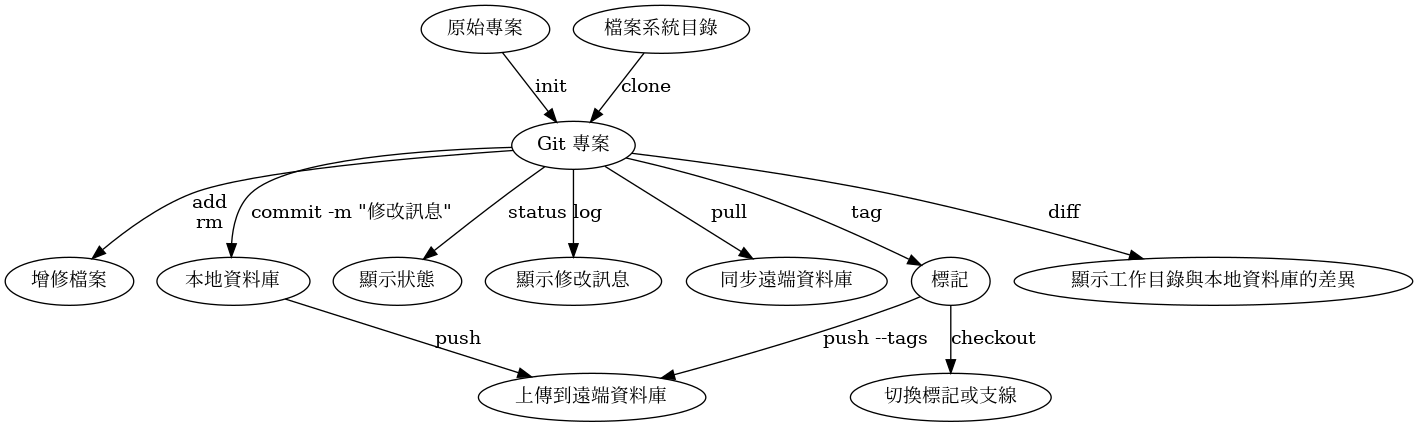 原始專案
檔案系統目錄
init
clone
Git 專案
add
rm
commit -m "修改訊息"
status
log
pull
tag
diff
增修檔案
本地資料庫
顯示狀態
顯示修改訊息
同步遠端資料庫
標記
顯示工作目錄與本地資料庫的差異
push
push --tags
checkout
上傳到遠端資料庫
切換標記或支線